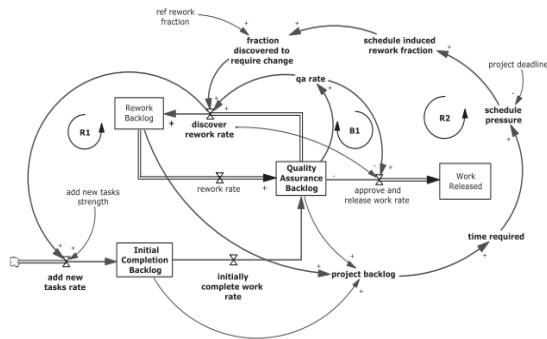 ref rework
fraction
fraction
discovered to
require change
schedule induced
rework fraction
project deadline
qa rate
schedule
pressure
Rework
Backlog
R1
discover
rework rate
B1
R2
Quality
Assurance
Backlog
rework rate
approve and
release work rate
Work
Released
add new tasks
strength
time required
Initial
Completion
Backlog
add new
tasks rate
initially
complete work
rate
project backlog